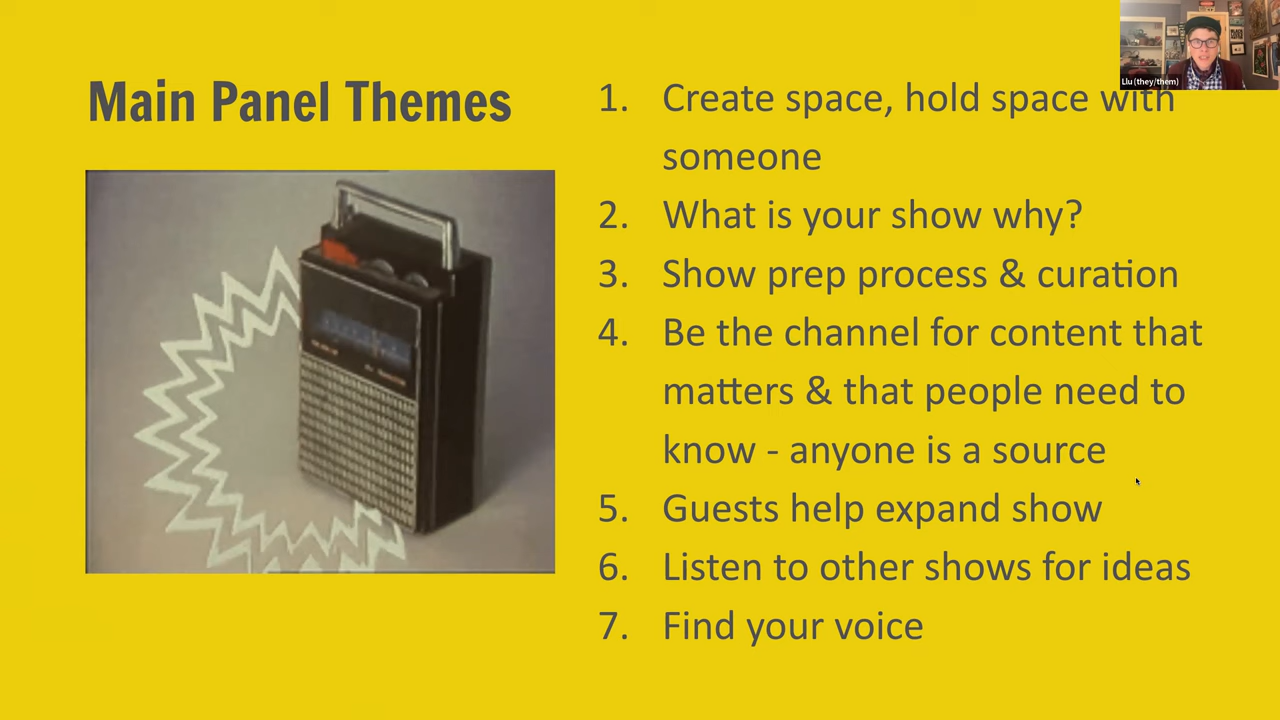 Main Panel Themes
1. Create space, hold space with
someone
2. What is your show why?
3. Show prep process & curation
4. Be the channel for content that
matters & that people need to
know - anyone is a source
5. Guests help expand show
6. Listen to other shows for ideas
7. Find your voice
Llu (they/them)